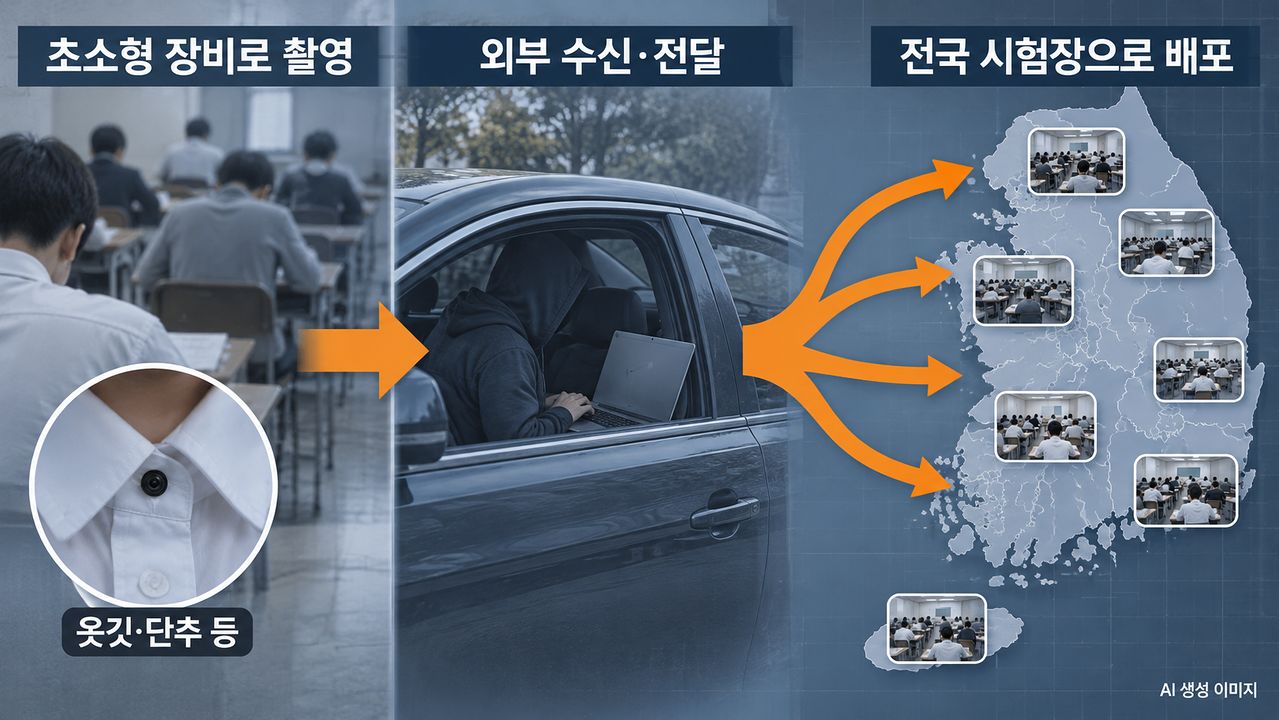 초소형 장비로 촬영
외부 수신·전달
전국 시험장으로 배포
옷깃·단추 등
AI 생성 이미지